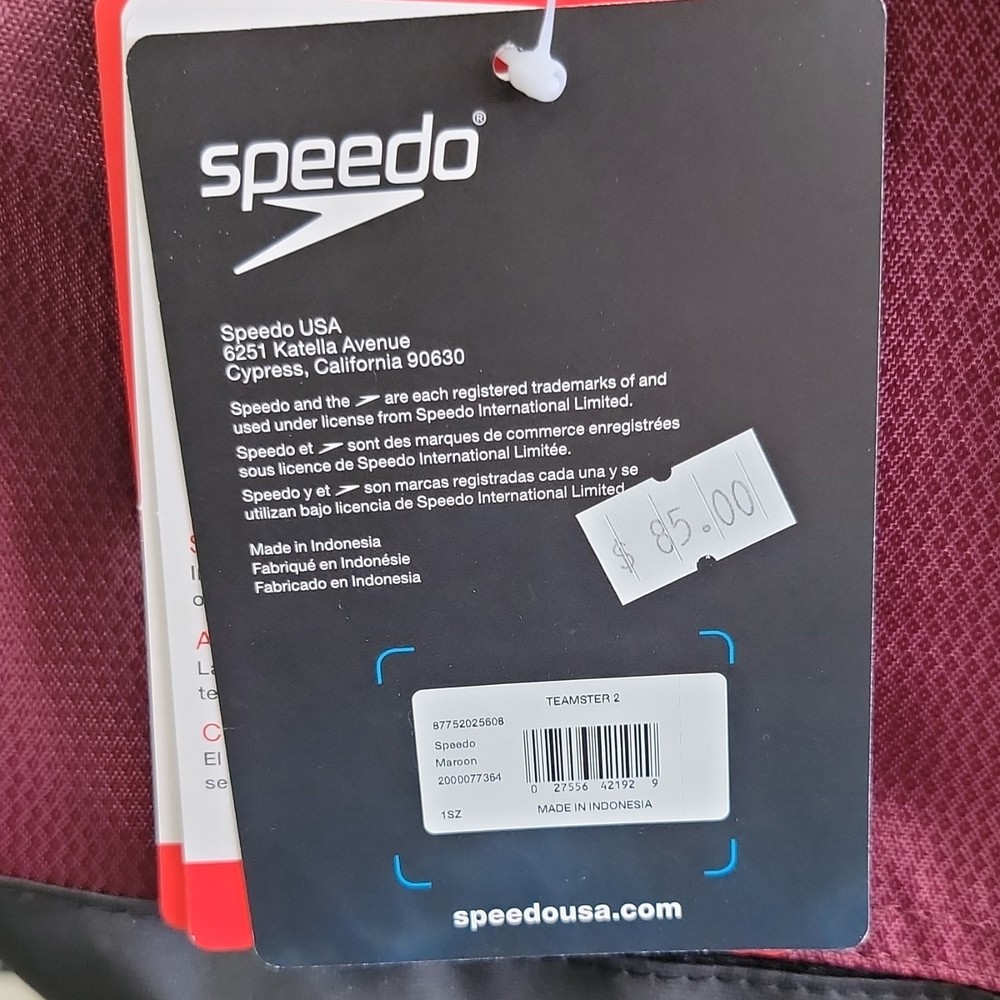 speedo®
Speedo USA
6251 Katella Avenue
Cypress, California 90630
Speedo and the are each registered trademarks of and
used under license from Speedo International Limited.
Speedo et sont des marques de commerce enregistrées
sous licence de Speedo International Limitée.
Speedo y et son marcas registradas cada una y se
utilizan bajo licencia de Speedo International Limited
$ 85.00
Made in Indonesia
Fabriqué en Indonésie
Fabricado en Indonesia
TEAMSTER 2
87752025608
Speedo
Maroon
2000077364
0 27556 42192 9
1SZ
MADE IN INDONESIA
speedousa.com
A
La
te
C
El
se